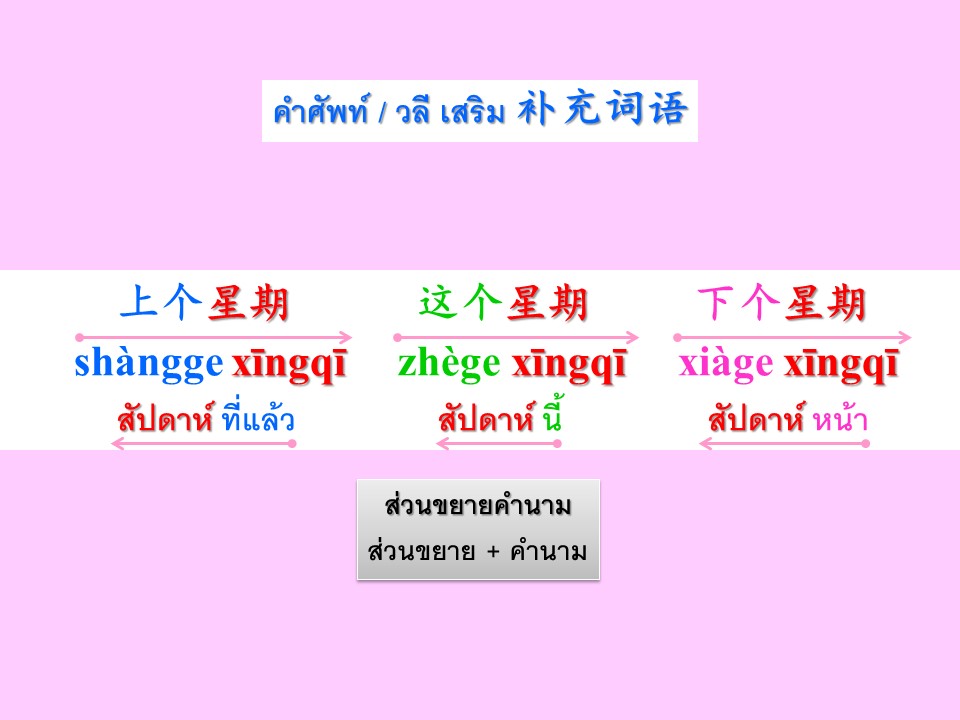 คำศัพท์ / วลี เสริม 补充词语
上个星期 这个星期 下个星期
shàngge xīngqī zhège xīngqī xiàge xīngqī
สัปดาห์ ที่แล้ว สัปดาห์ นี้ สัปดาห์ หน้า
ส่วนขยายคำนาม
ส่วนขยาย + คำนาม